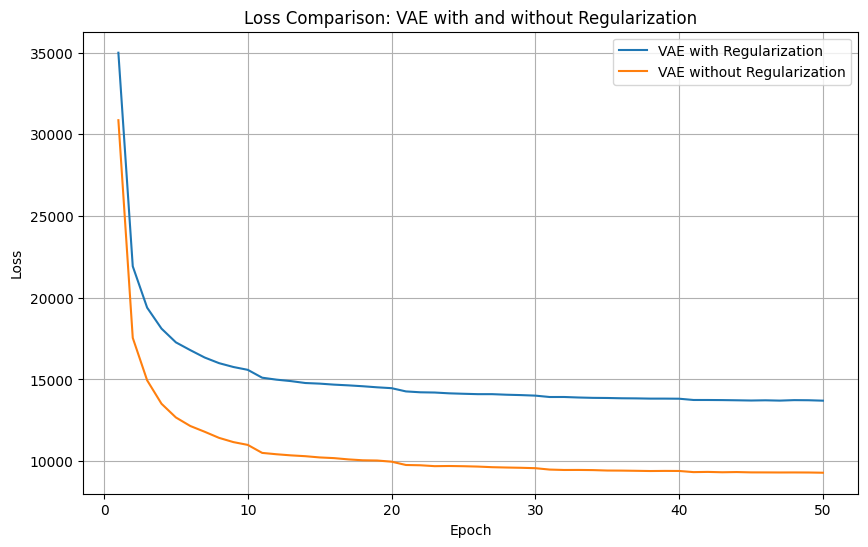 Loss Comparison: VAE with and without Regularization
VAE with Regularization
VAE without Regularization
Loss
35000
30000
25000
20000
15000
10000
0 10 20 30 40 50
Epoch